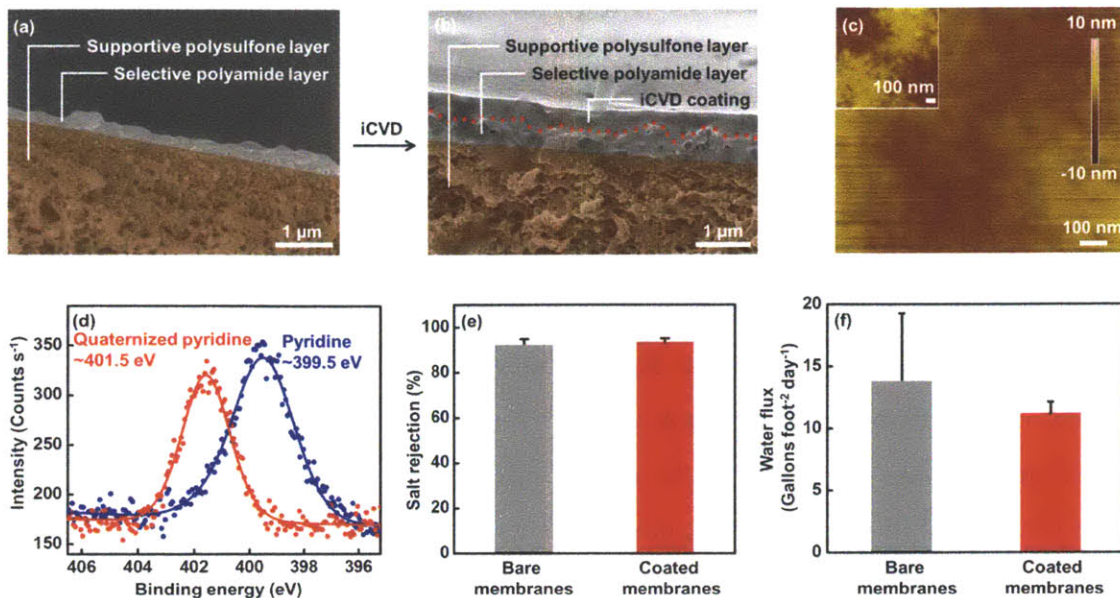 (a)
Supportive polysulfone layer
Selective polyamide layer
1 µm
iCVD
(b)
Supportive polysulfone layer
Selective polyamide layer
iCVD coating
1 µm
(c)
100 nm
10 nm
-10 nm
100 nm
(d)
Quaternized pyridine
~401.5 eV
Pyridine
~399.5 eV
Intensity (Counts s⁻¹)
350
300
250
200
150
406
404
402
400
398
396
Binding energy (eV)
(e)
Salt rejection (%)
100
80
60
40
20
0
Bare
membranes
Coated
membranes
(f)
Water flux
(Gallons foot⁻² day⁻¹)
20
15
10
5
0
Bare
membranes
Coated
membranes